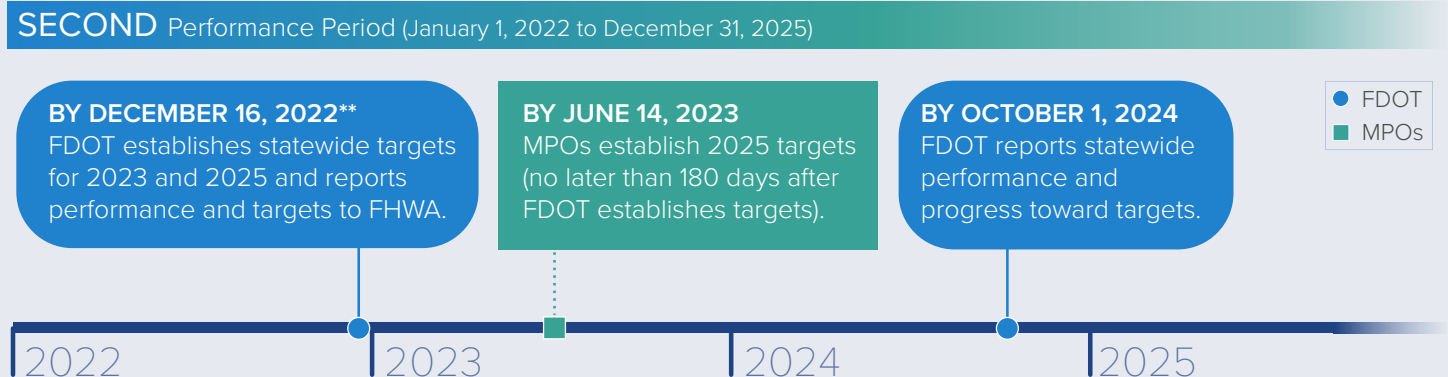 SECOND Performance Period (January 1, 2022 to December 31, 2025)
BY DECEMBER 16, 2022**
FDOT establishes statewide targets
for 2023 and 2025 and reports
performance and targets to FHWA.
BY JUNE 14, 2023
MPOs establish 2025 targets
(no later than 180 days after
FDOT establishes targets).
BY OCTOBER 1, 2024
FDOT reports statewide
performance and
progress toward targets.
FDOT
MPOs
2022
2023
2024
2025